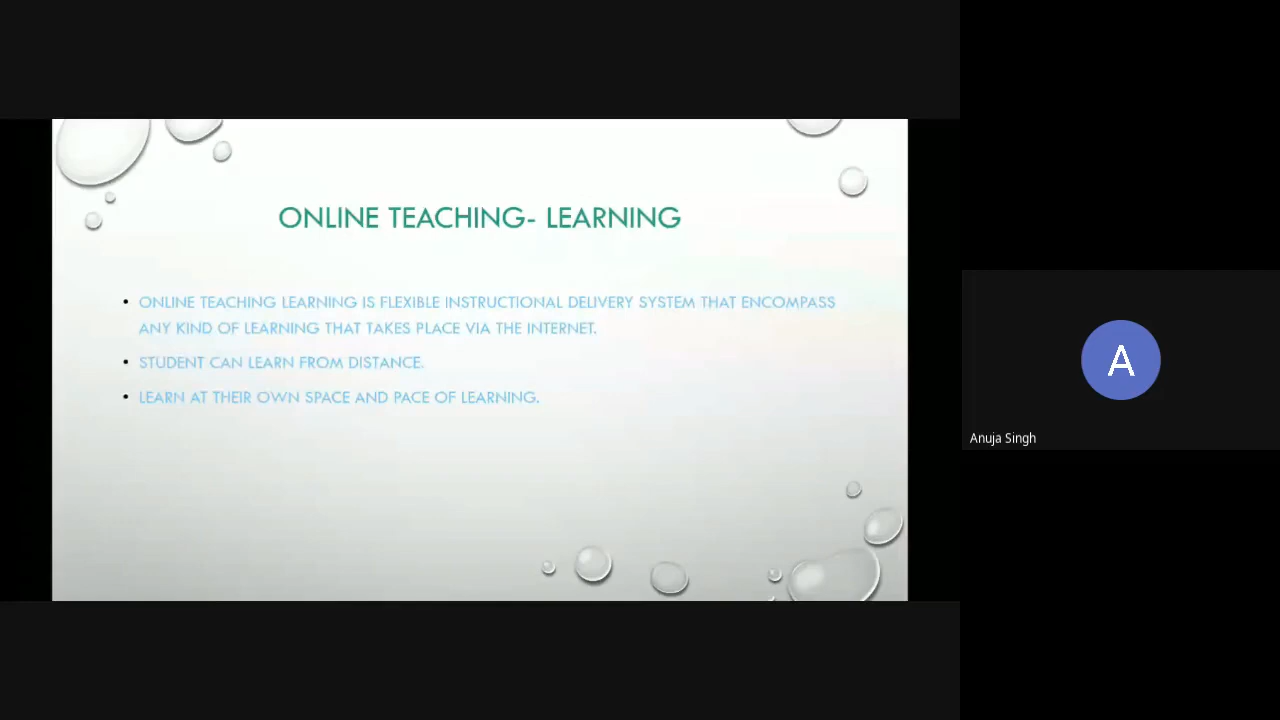 ONLINE TEACHING- LEARNING
• ONLINE TEACHING LEARNING IS FLEXIBLE INSTRUCTIONAL DELIVERY SYSTEM THAT ENCOMPASS
ANY KIND OF LEARNING THAT TAKES PLACE VIA THE INTERNET.
• STUDENT CAN LEARN FROM DISTANCE.
• LEARN AT THEIR OWN SPACE AND PACE OF LEARNING.
A
Anuja Singh